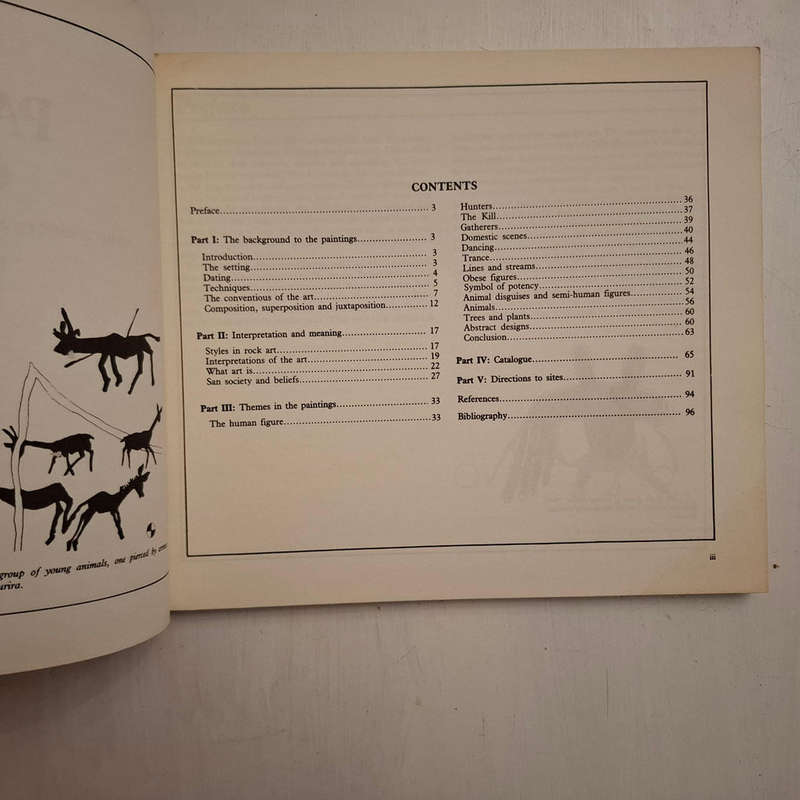 PA
group of young animals, one pierced by
CONTENTS
Preface 3
Part I: The background to the paintings 3
Introduction 3
The setting 3
Dating 4
Techniques 5
The conventious of the art 7
Composition, superposition and juxtaposition 12
Part II: Interpretation and meaning 17
Styles in rock art 17
Interpretations of the art 19
What art is 22
San society and beliefs 27
Part III: Themes in the paintings 33
The human figure 33
Hunters 36
The Kill 37
Gatherers 39
Domestic scenes 40
Dancing 44
Trance 46
Lines and streams 48
Obese figures 50
Symbol of potency 52
Animal disguises and semi-human figures 54
Animals 56
Trees and plants 60
Abstract designs 60
Conclusion 63
Part IV: Catalogue 65
Part V: Directions to sites 91
References 94
Bibliography 96
iii